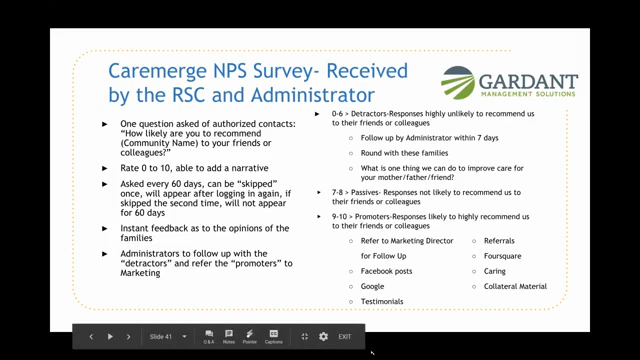 Caremerge NPS Survey- Received
by the RSC and Administrator
GARDANT
MANAGEMENT SOLUTIONS
One question asked of authorized contacts:
"How likely are you to recommend
(Community Name) to your friends or
colleagues?"
Rate 0 to 10, able to add a narrative
Asked every 60 days, can be "skipped"
once, will appear after logging in again, if
skipped the second time, will not appear
for 60 days
Instant feedback as to the opinions of the
families
Administrators to follow up with the
"detractors" and refer the "promoters" to
Marketing
0-6 > Detractors-Responses highly unlikely to recommend us
to their friends or colleagues
Follow up by Administrator within 7 days
Round with these families
What is one thing we can do to improve care for
your mother/father/friend?
7-8 > Passives- Responses not likely to recommend us to
their friends or colleagues
9-10 > Promoters-Responses likely to highly recommend us
to their friends or colleagues
Refer to Marketing Director
for Follow Up
Facebook posts
Google
Testimonials
Referrals
Foursquare
Caring
Collateral Material
Slide 41
Q & A
Notes
Pointer
Captions
EXIT